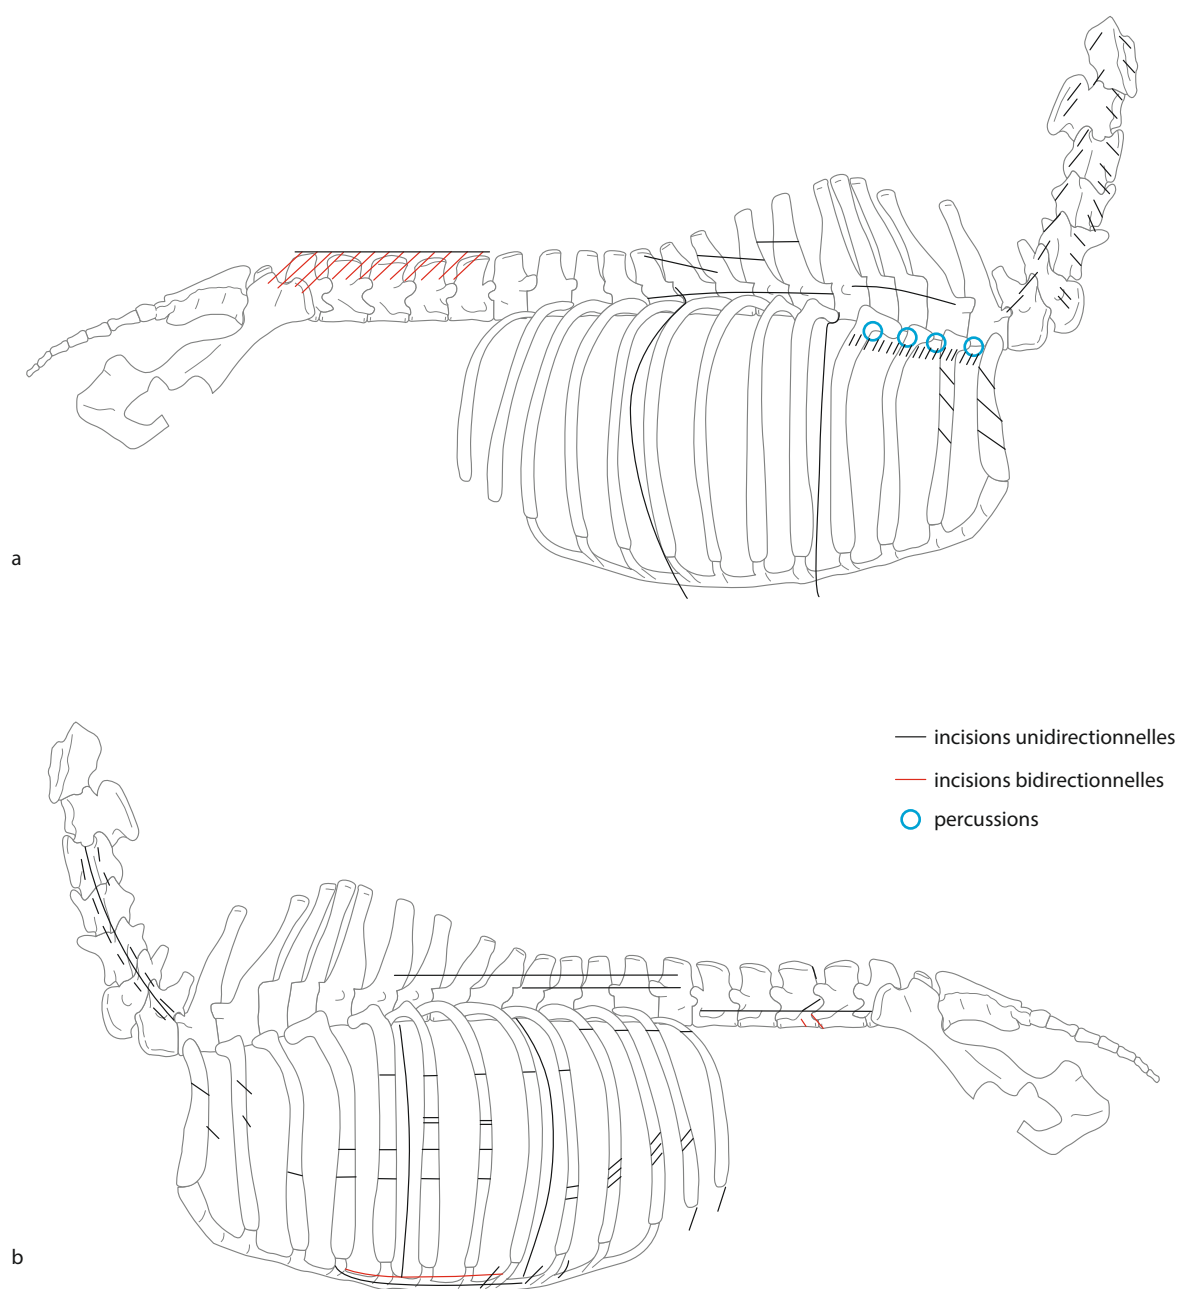 a
incisions unidirectionnelles
incisions bidirectionnelles
percussions
b